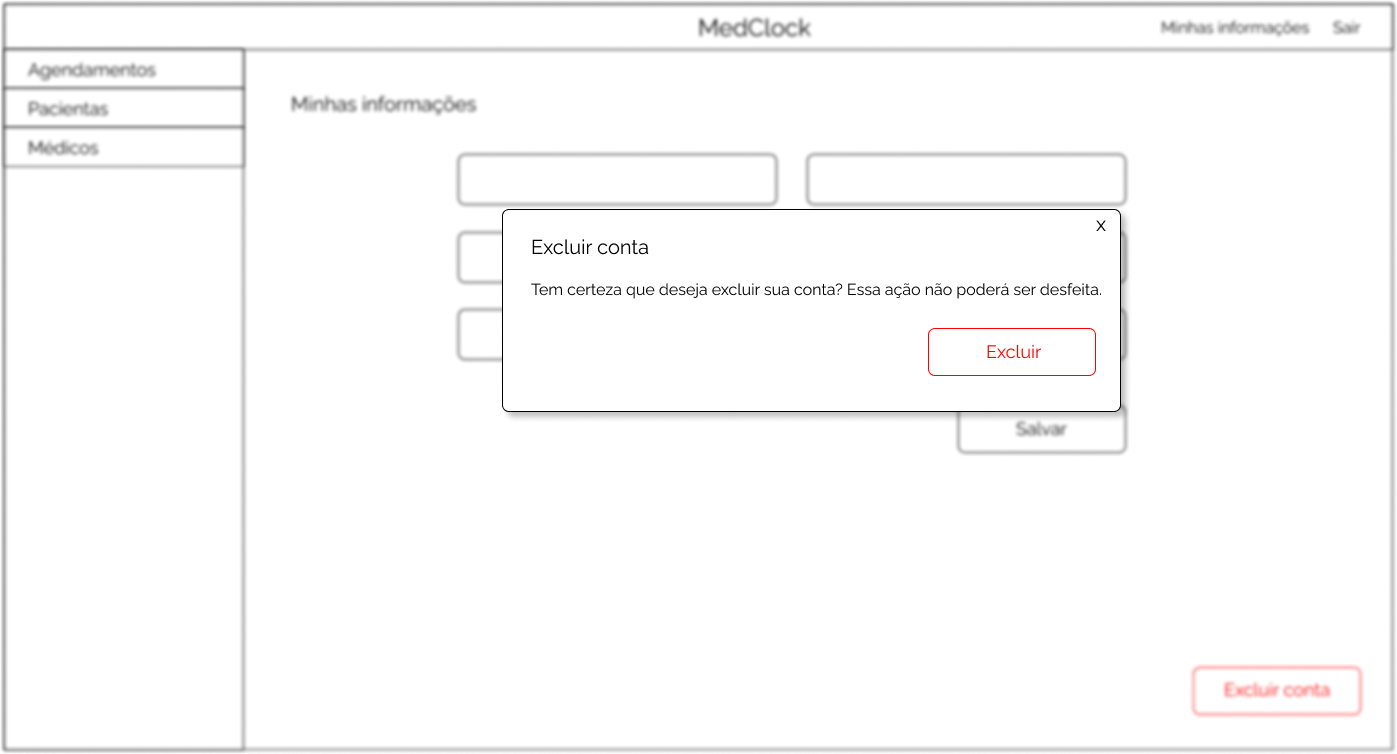 MedClock
Minhas informações
Sair
Agendamentos
Pacientas
Médicos
Minhas informações
X
Excluir conta
Tem certeza que deseja excluir sua conta? Essa ação não poderá ser desfeita.
Excluir
Salvar
Excluir conta